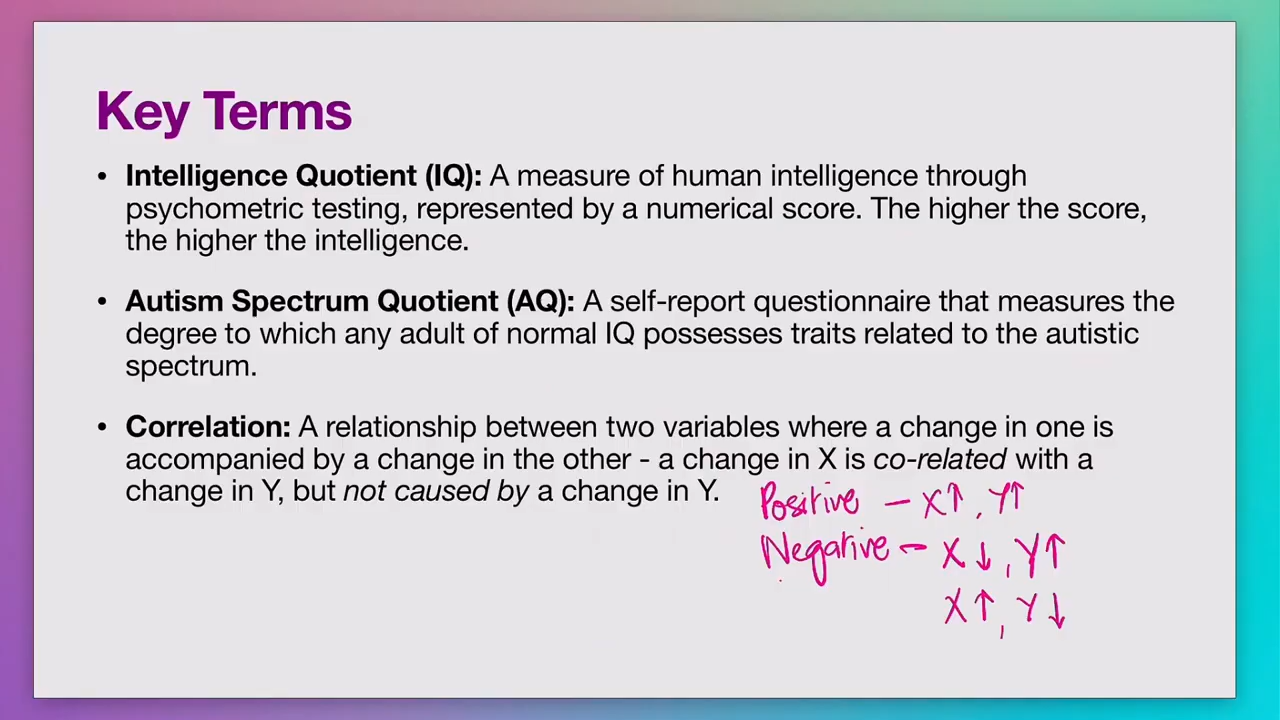 Key Terms
• Intelligence Quotient (IQ): A measure of human intelligence through
psychometric testing, represented by a numerical score. The higher the score,
the higher the intelligence.
• Autism Spectrum Quotient (AQ): A self-report questionnaire that measures the
degree to which any adult of normal IQ possesses traits related to the autistic
spectrum.
• Correlation: A relationship between two variables where a change in one is
accompanied by a change in the other - a change in X is co-related with a
change in Y, but not caused by a change in Y.
Positive - X↑, Y↑
Negative - X↓, Y↑
X↑, Y↓